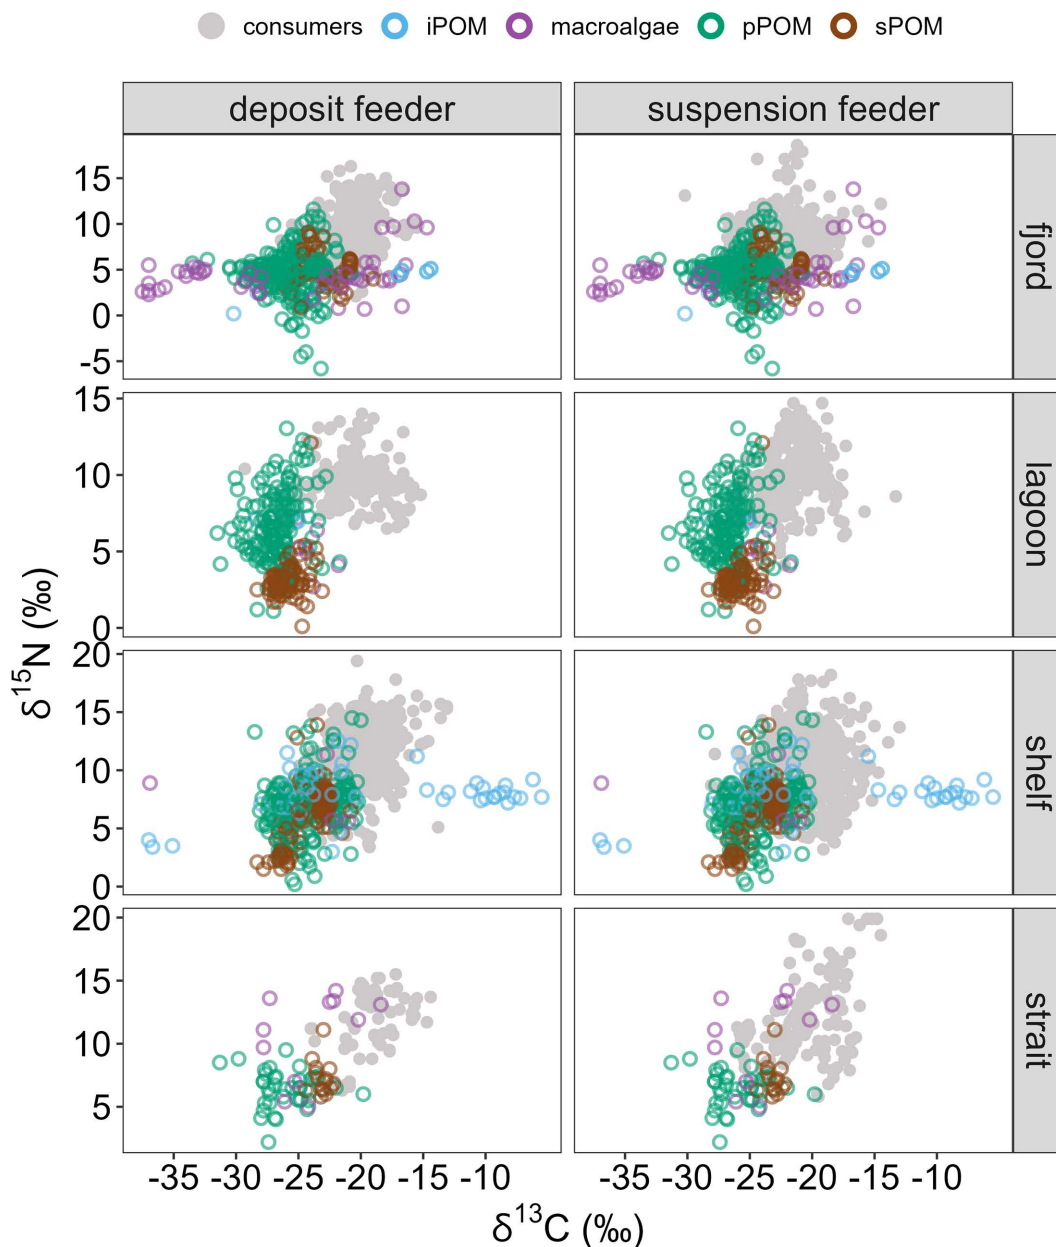 consumers iPOM macroalgae pPOM sPOM
deposit feeder suspension feeder
15
10
5
0
-5
fjord
15
10
5
0
lagoon
δ¹⁵N (‰)
20
15
10
5
0
shelf
20
15
10
5
strait
-35 -30 -25 -20 -15 -10 -35 -30 -25 -20 -15 -10
δ¹³C (‰)